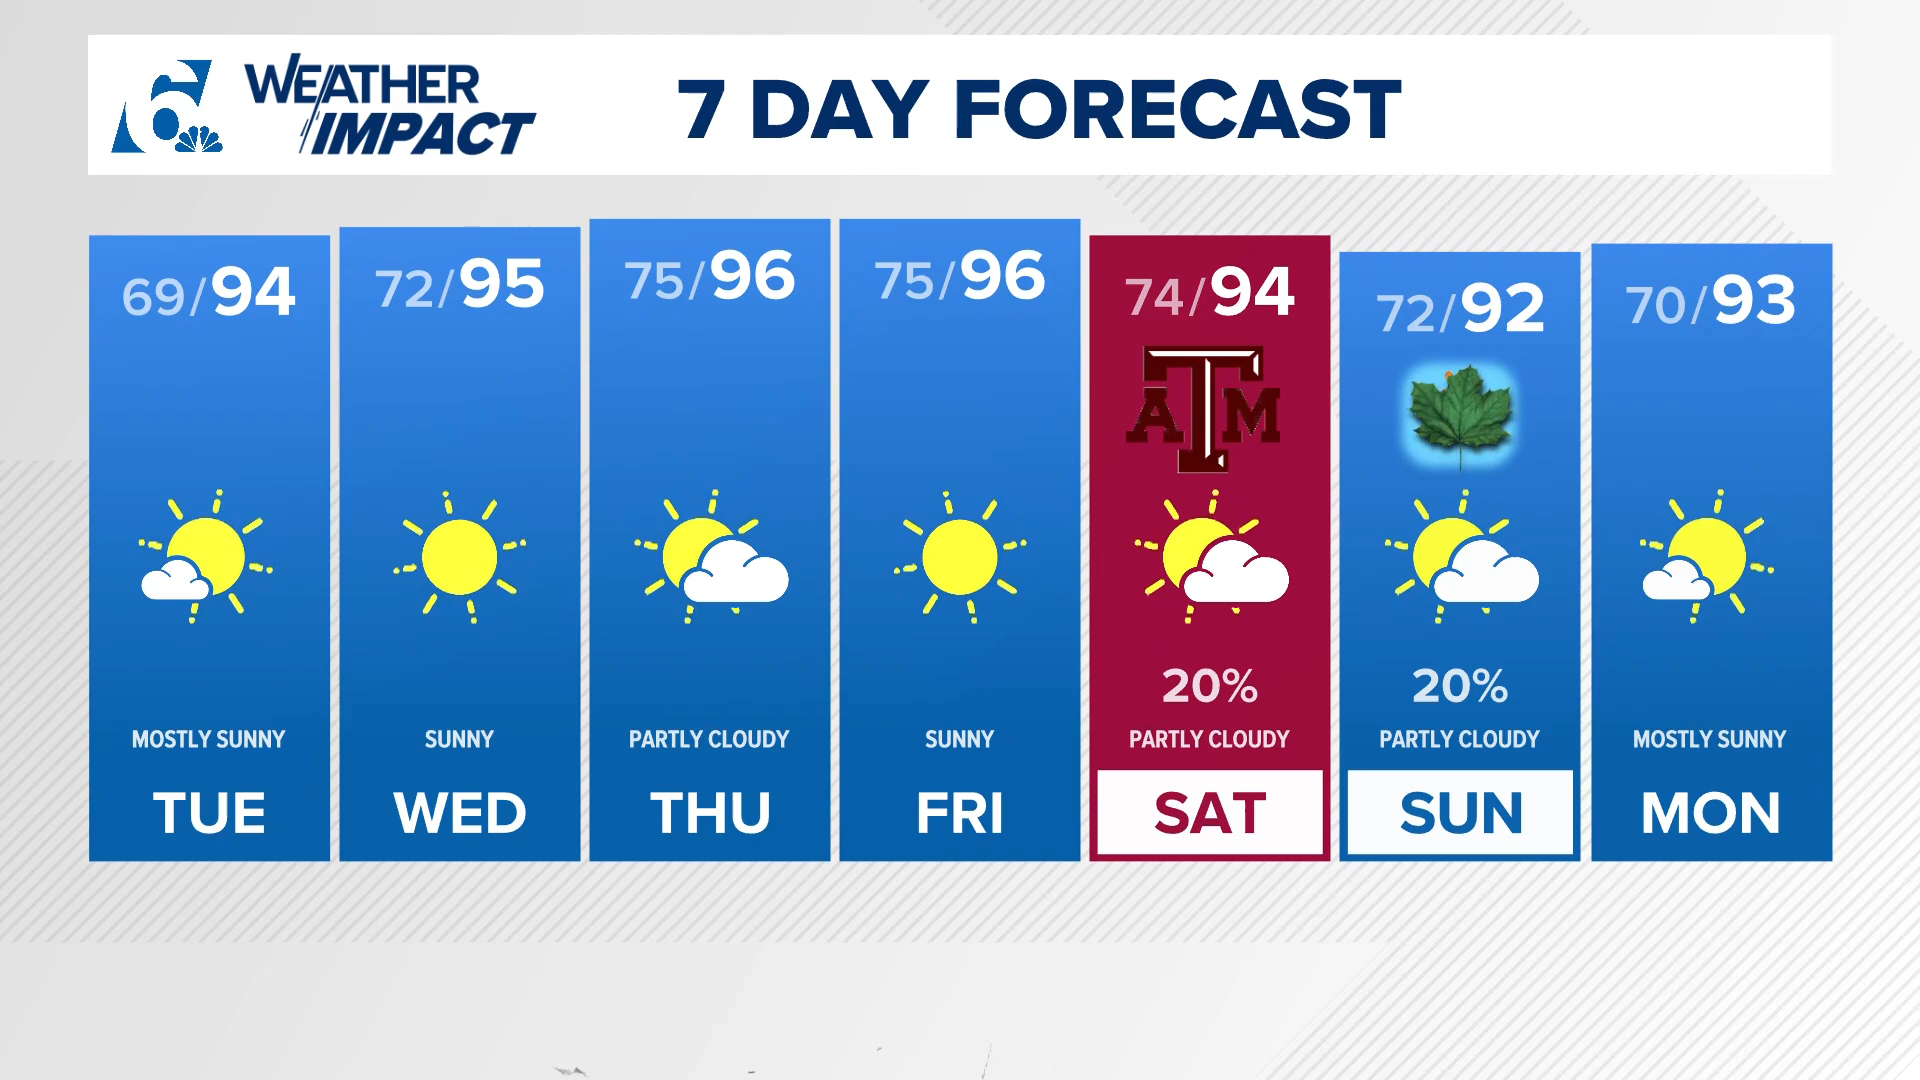 6 WEATHER IMPACT
7 DAY FORECAST
69/94
72/95
75/96
75/96
74/94
72/92
70/93
ATM
20%
20%
MOSTLY SUNNY
SUNNY
PARTLY CLOUDY
SUNNY
PARTLY CLOUDY
PARTLY CLOUDY
MOSTLY SUNNY
TUE
WED
THU
FRI
SAT
SUN
MON